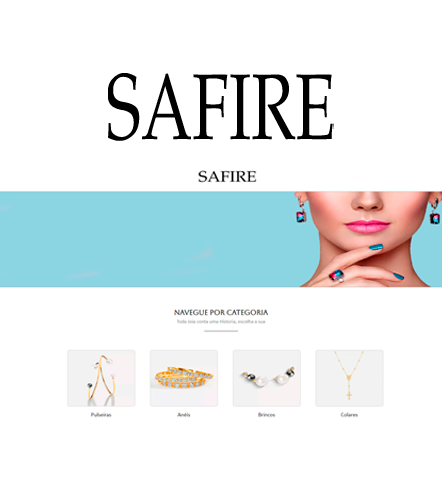 SAFIRE
SAFIRE
NAVEGUE POR CATEGORIA
Toda Joia conta uma História, escolha a sua
Pulseiras
Anéis
Brincos
Colares